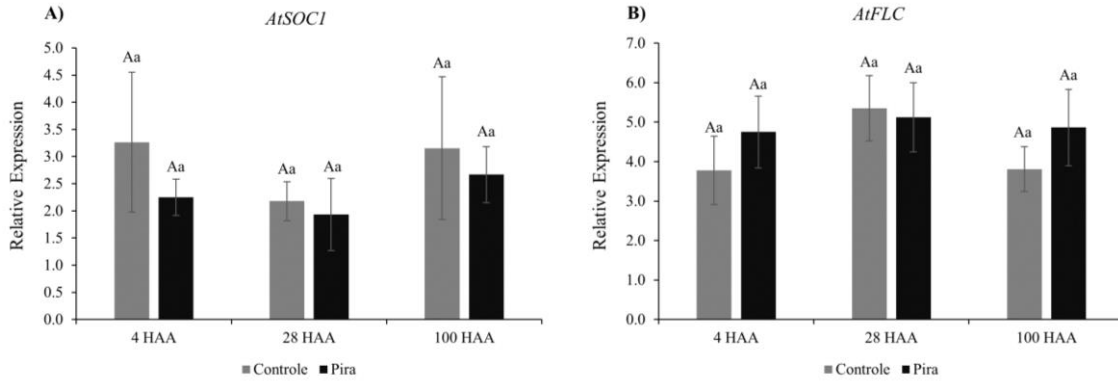 A)
AtSOC1
Relative Expression
5.0
4.5
4.0
3.5
3.0
2.5
2.0
1.5
1.0
0.5
0.0
Aa
Aa
Aa
Aa
Aa
Aa
4 HAA
28 HAA
100 HAA
Controle
Pira
B)
AtFLC
Relative Expression
7.0
6.0
5.0
4.0
3.0
2.0
1.0
0.0
Aa
Aa
Aa
Aa
Aa
Aa
4 HAA
28 HAA
100 HAA
Controle
Pira